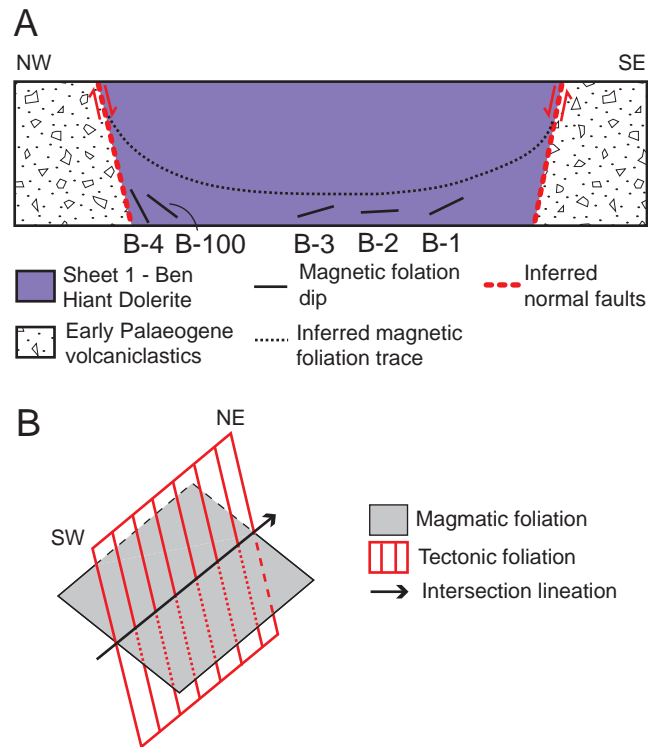 A
NW
SE
B-4
B-100
B-3
B-2
B-1
Sheet 1 - Ben
Hiant Dolerite
Magnetic folation
dip
Inferred
normal faults
Early Palaeogene
volcaniclastics
Inferred magnetic
foliation trace
B
NE
SW
Magmatic foliation
Tectonic foliation
Intersection lineation